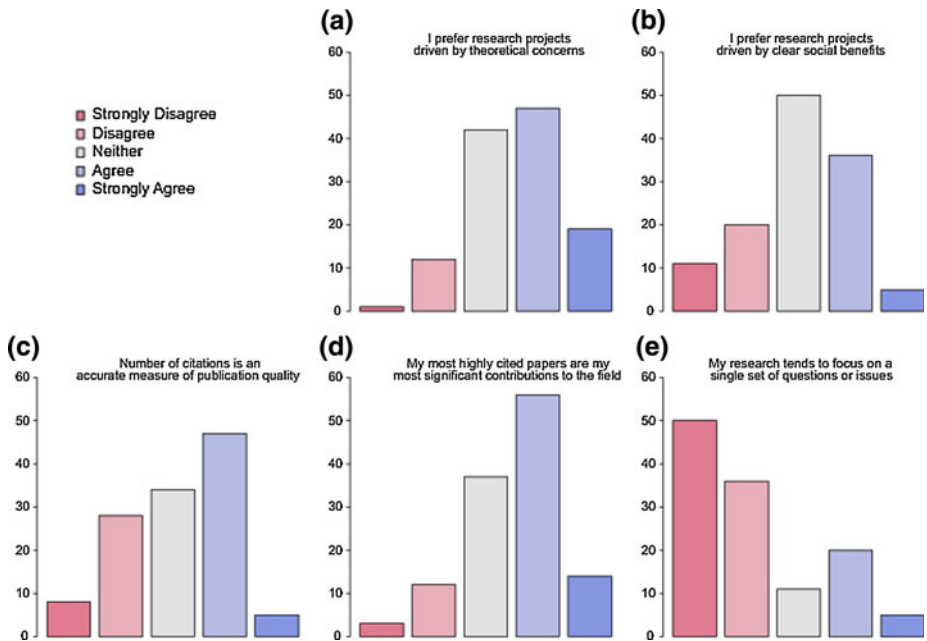 (a)
I prefer research projects
driven by theoretical concerns
60
50
40
30
20
10
0
(b)
I prefer research projects
driven by clear social benefits
60
50
40
30
20
10
0
Strongly Disagree
Disagree
Neither
Agree
Strongly Agree
(c)
Number of citations is an
accurate measure of publication quality
60
50
40
30
20
10
0
(d)
My most highly cited papers are my
most significant contributions to the field
60
50
40
30
20
10
0
(e)
My research tends to focus on a
single set of questions or issues
60
50
40
30
20
10
0